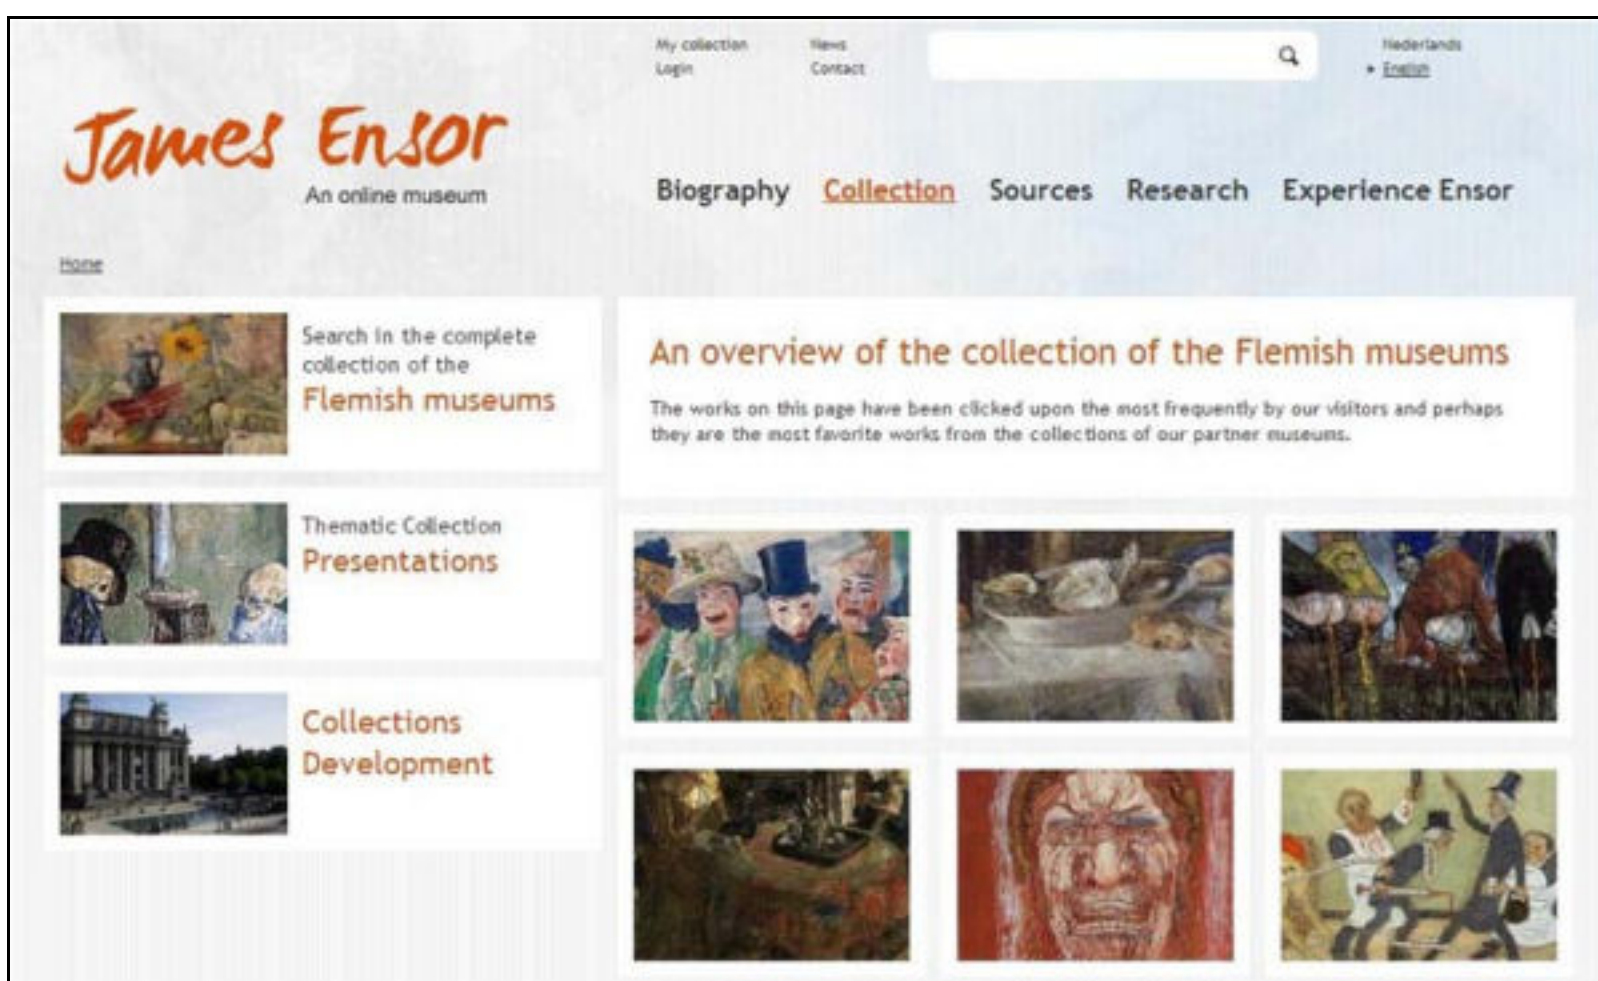 My collection
Login
News
Contact
Nederlands
English
James Ensor
An online museum
Biography
Collection
Sources
Research
Experience Ensor
Home
Search in the complete
collection of the
Flemish museums
Thematic Collection
Presentations
Collections
Development
An overview of the collection of the Flemish museums
The works on this page have been clicked upon the most frequently by our visitors and perhaps
they are the most favorite works from the collections of our partner museums.